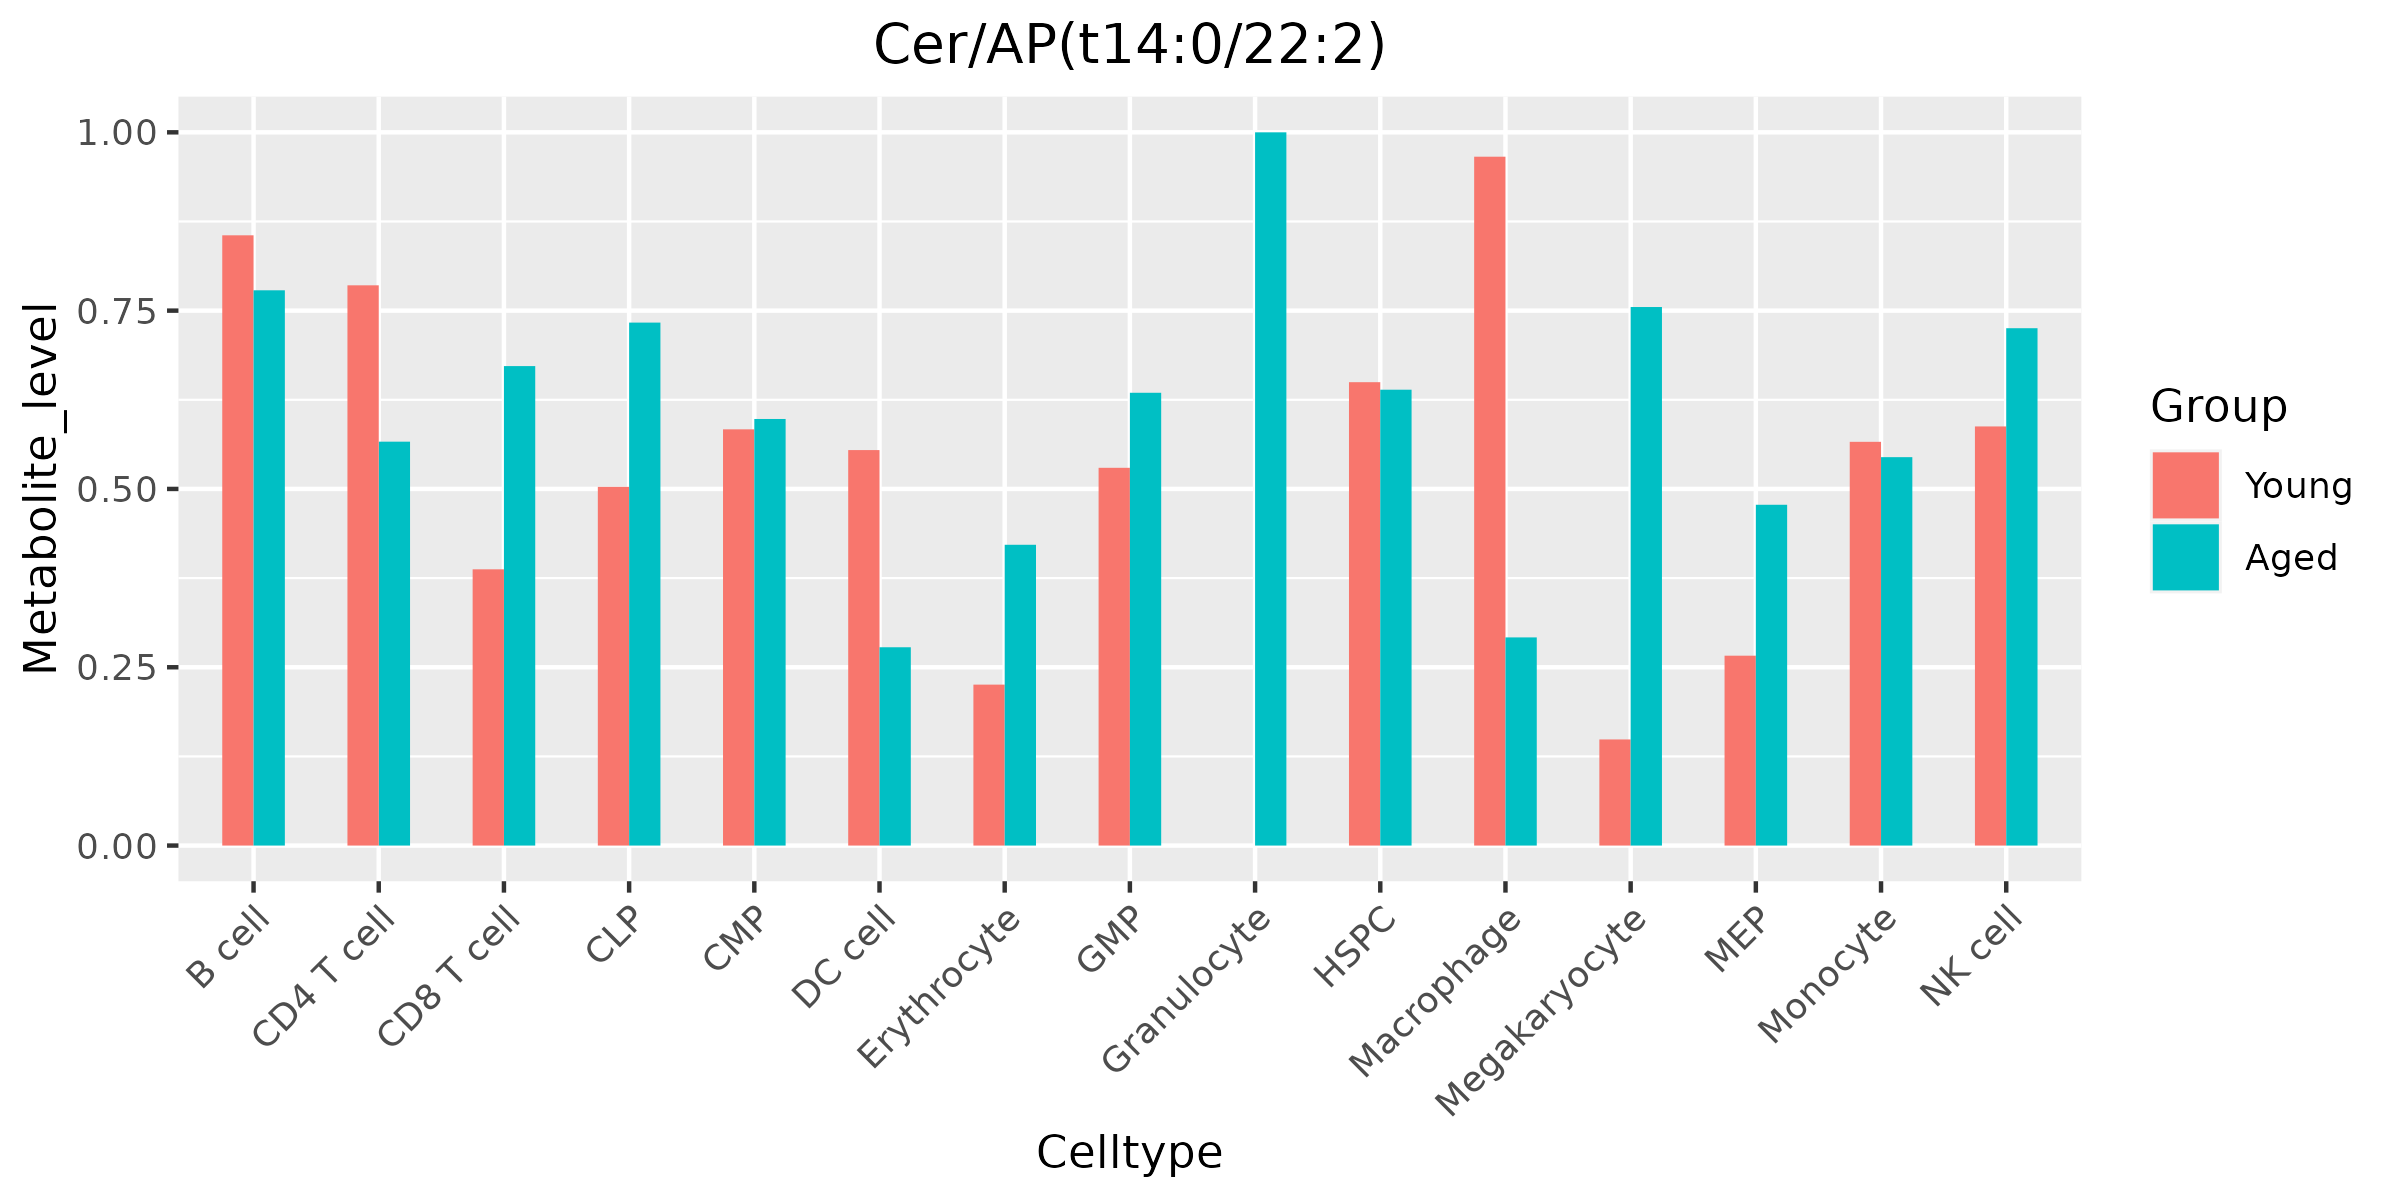 Cer/AP(t14:0/22:2)
Metabolite_level
1.00
0.75
0.50
0.25
0.00
B cell
CD4 T cell
CD8 T cell
CLP
CMP
DC cell
Erythrocyte
GMP
Granulocyte
HSPC
Macrophage
Megakaryocyte
MEP
Monocyte
NK cell
Celltype
Group
Young
Aged